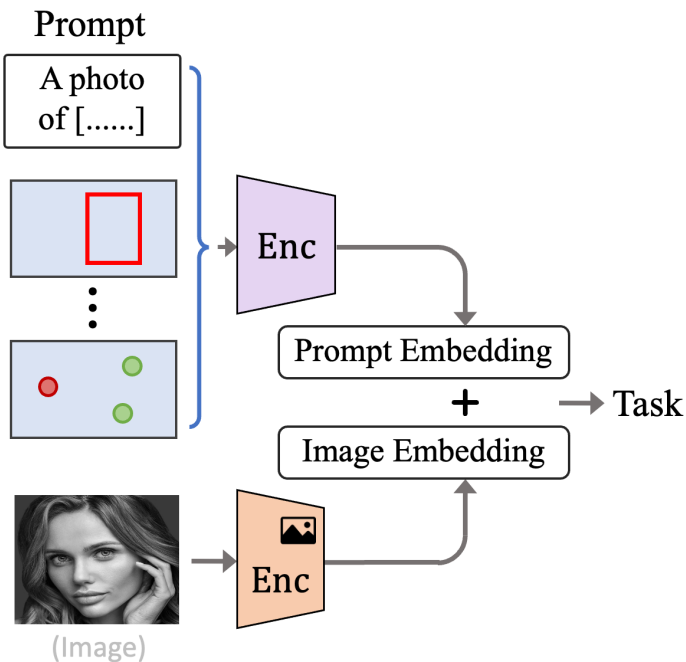 Prompt
A photo
of [......]
Enc
Prompt Embedding
+
Task
Image Embedding
Enc
(Image)